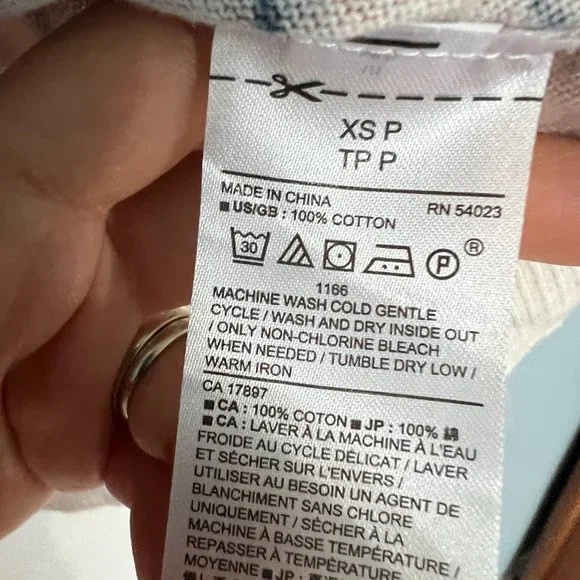 XS P
TP P
MADE IN CHINA RN 54023
US/GB : 100% COTTON
30 P ®
1166
MACHINE WASH COLD GENTLE
CYCLE / WASH AND DRY INSIDE OUT
/ ONLY NON-CHLORINE BLEACH
WHEN NEEDED / TUMBLE DRY LOW /
WARM IRON
CA 17897
■ CA : 100% COTON ■ JP : 100% 綿
■ CA : LAVER À LA MACHINE À L'EAU
FROIDE AU CYCLE DÉLICAT / LAVER
ET SÉCHER SUR L'ENVERS /
UTILISER AU BESOIN UN AGENT DE
BLANCHIMENT SANS CHLORE
UNIQUEMENT / SÉCHER À LA
MACHINE À BASSE TEMPÉRATURE /
REPASSER À TEMPÉRATURE
MOYENNE ■ JP :